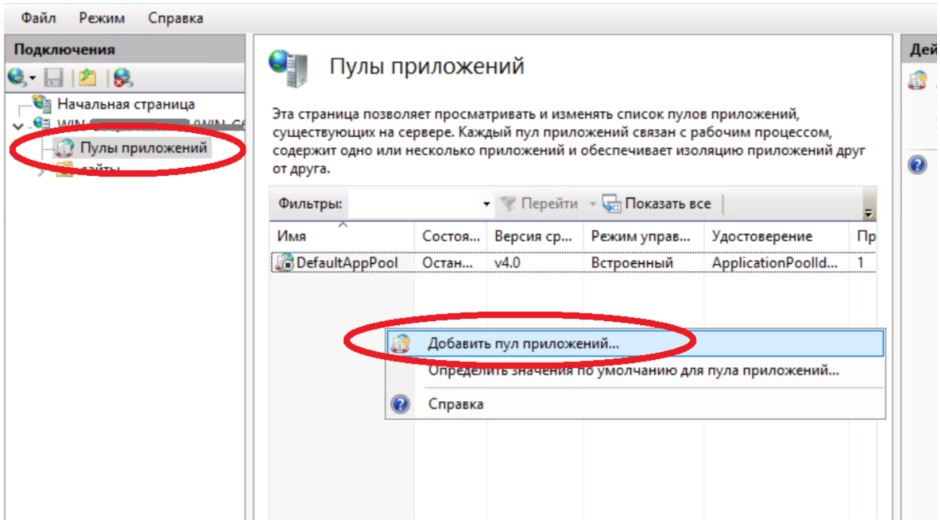 Файл Режим Справка
Подключения
Начальная страница
Пулы приложений
сайты
Пулы приложений
Эта страница позволяет просматривать и изменять список пулов приложений,
существующих на сервере. Каждый пул приложений связан с рабочим процессом,
содержит одно или несколько приложений и обеспечивает изоляцию приложений друг
от друга.
Фильтры: Перейти Показать все
Имя Состоя... Версия ср... Режим управ... Удостоверение Пр
DefaultAppPool Остан... v4.0 Встроенный ApplicationPoolId... 1
Добавить пул приложений...
Определить значения по умолчанию для пула приложений...
Справка
Дей